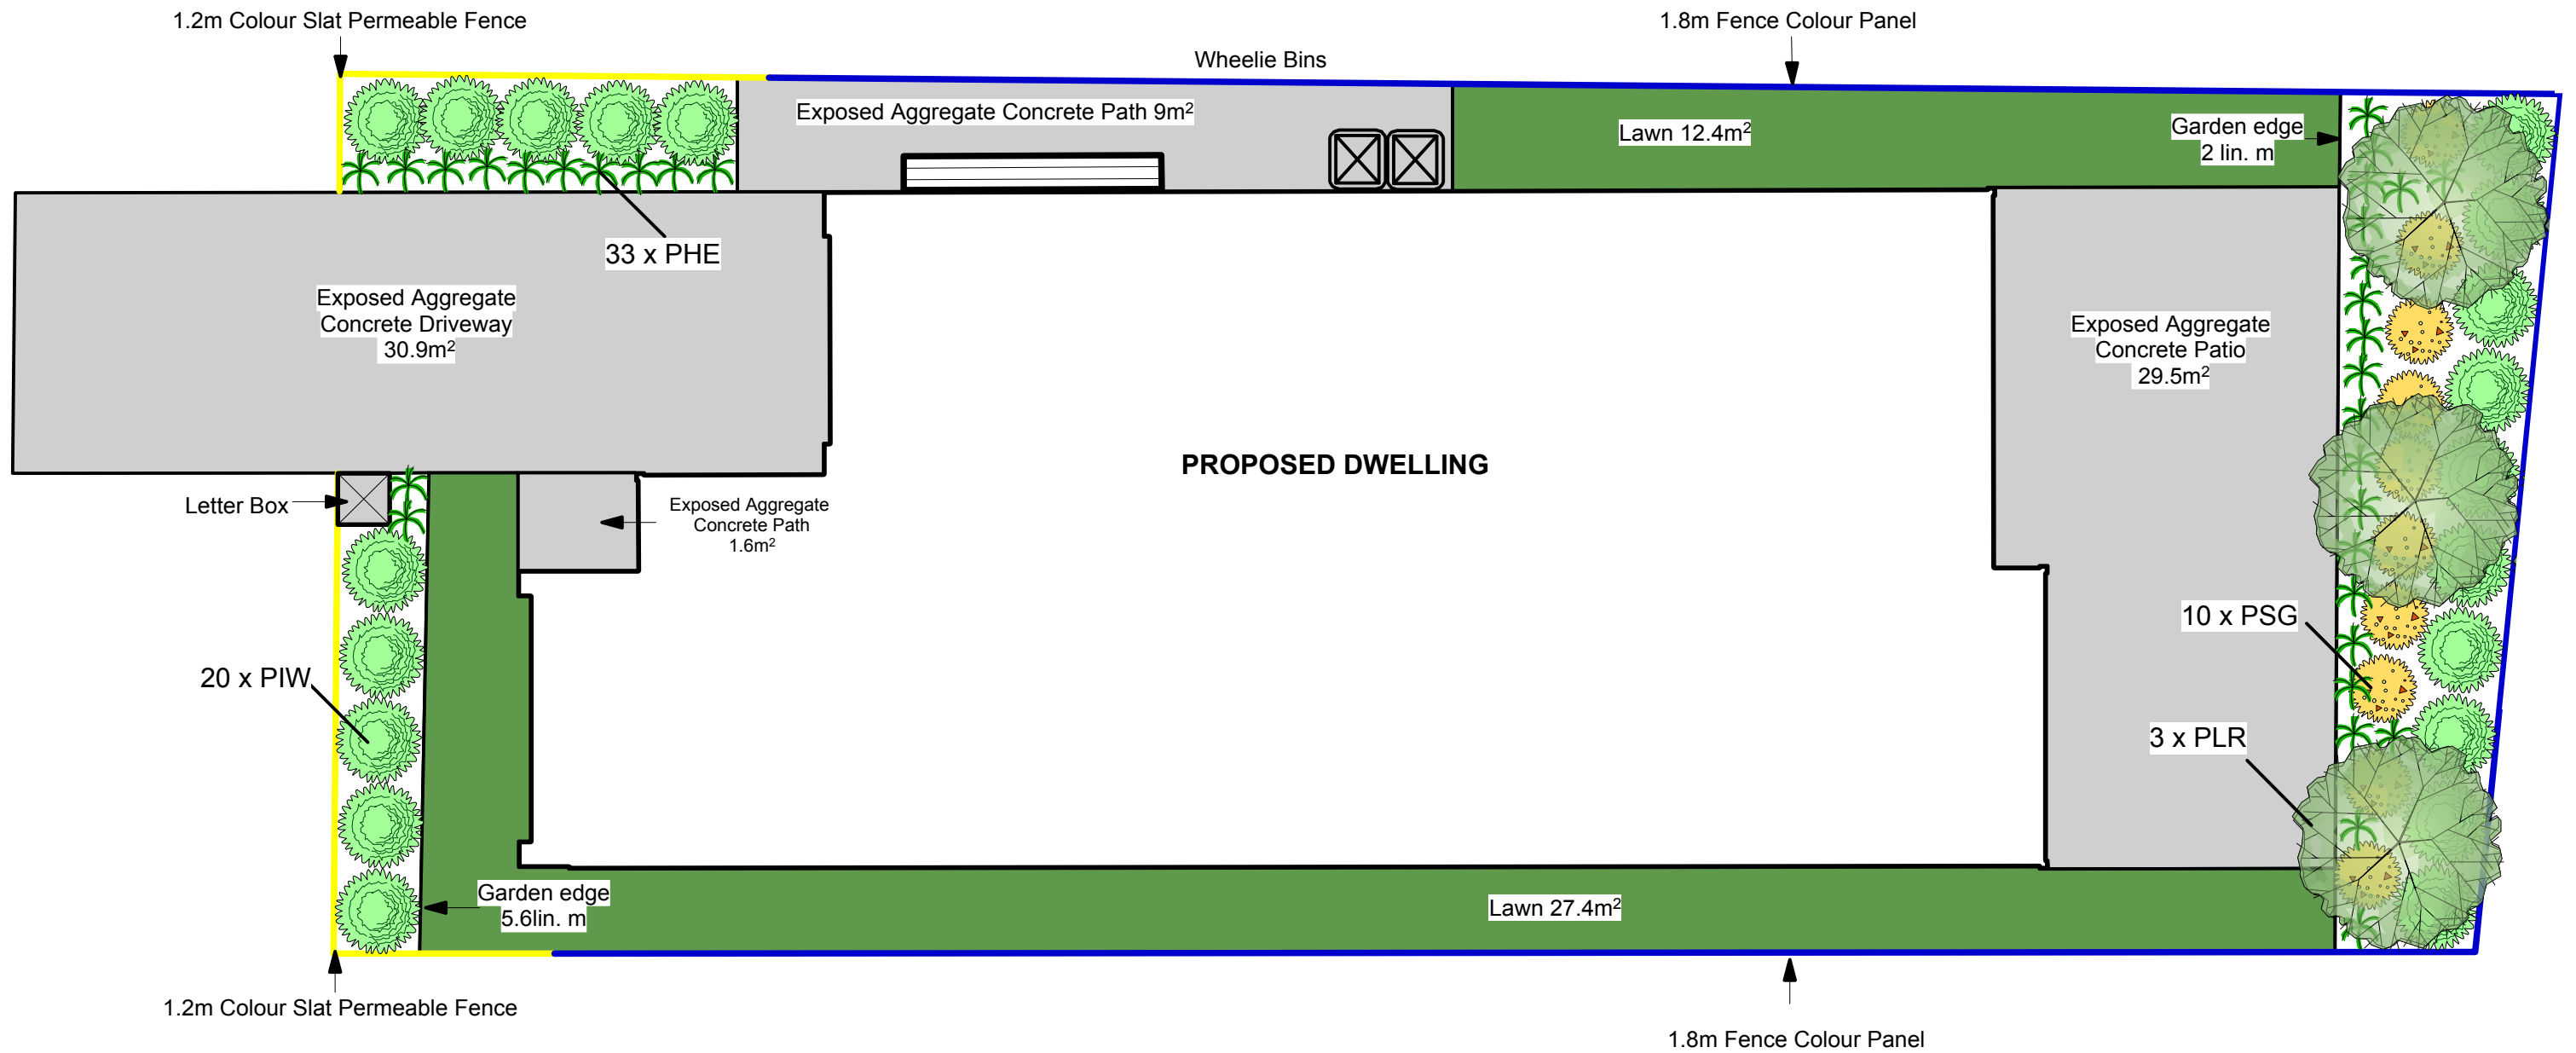 1.2m Colour Slat Permeable Fence
1.8m Fence Colour Panel
Wheelie Bins
Exposed Aggregate Concrete Path 9m²
Lawn 12.4m²
Garden edge
2 lin. m
33 x PHE
Exposed Aggregate
Concrete Driveway
30.9m²
Exposed Aggregate
Concrete Patio
29.5m²
PROPOSED DWELLING
Letter Box
Exposed Aggregate
Concrete Path
1.6m²
10 x PSG
20 x PIW
3 x PLR
Garden edge
5.6lin. m
Lawn 27.4m²
1.2m Colour Slat Permeable Fence
1.8m Fence Colour Panel